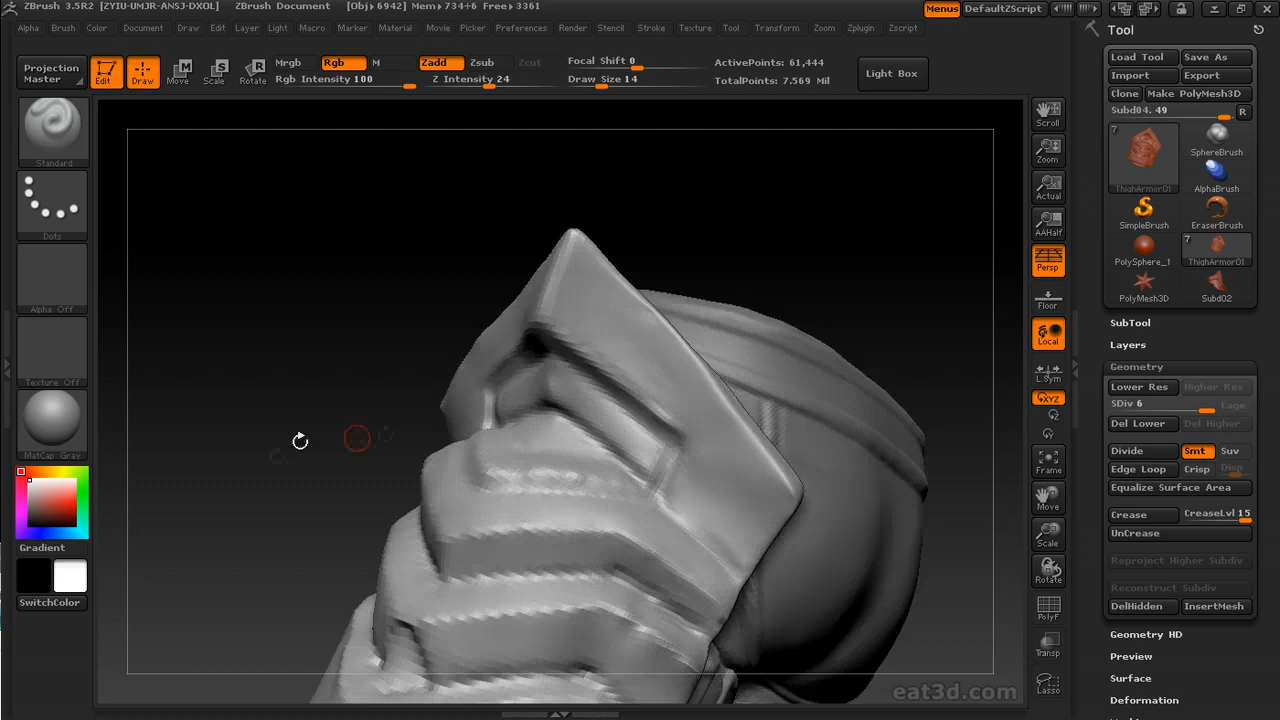 ZBrush 3.5R2 [ZYIU-UMJR-ANSJ-DXOL] ZBrush Document [Obj▸ 6942] Mem▸ 734+6 Free▸ 3361 Menus DefaultZScript
Alpha Brush Color Document Draw Edit Layer Light Macro Marker Material Movie Picker Preferences Render Stencil Stroke Texture Tool Transform Zoom Zplugin Zscript
Projection Master
Edit Draw Move Scale Rotate
Mrgb Rgb M
Rgb Intensity 100
Zadd Zsub Zcut
Z Intensity 24
Focal Shift 0
Draw Size 14
ActivePoints: 61,444
TotalPoints: 7.569 Mil
Light Box
Standard
Dots
Alpha Off
Texture Off
MatCap Gray
Gradient
SwitchColor
Scroll
Zoom
Actual
AAHalf
Persp
Floor
Local
L.Sym
XYZ
Frame
Move
Scale
Rotate
PolyF
Transp
Lasso
Tool
Load Tool Save As
Import Export
Clone Make PolyMesh3D
Subd04. 49 R
7
ThighArmor01
SphereBrush
AlphaBrush
SimpleBrush EraserBrush
7
PolySphere_1 ThighArmor01
PolyMesh3D Subd02
SubTool
Layers
Geometry
Lower Res Higher Res
SDiv 6 Cage
Del Lower Del Higher
Divide Smt Suv
Edge Loop Crisp Disp
Equalize Surface Area
Crease CreaseLvl 15
UnCrease
Reproject Higher Subdiv
Reconstruct Subdiv
DelHidden InsertMesh
Geometry HD
Preview
Surface
Deformation
eat3d.com